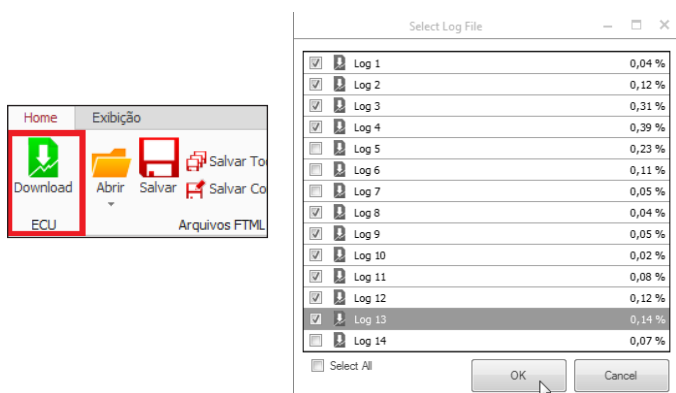 Home Exibição
Download
Abrir
Salvar
Salvar To
Salvar Co
ECU
Arquivos FTML
Select Log File
Log 1 0,04 %
Log 2 0,12 %
Log 3 0,31 %
Log 4 0,39 %
Log 5 0,23 %
Log 6 0,11 %
Log 7 0,05 %
Log 8 0,04 %
Log 9 0,05 %
Log 10 0,02 %
Log 11 0,08 %
Log 12 0,12 %
Log 13 0,14 %
Log 14 0,07 %
Select All
OK
Cancel